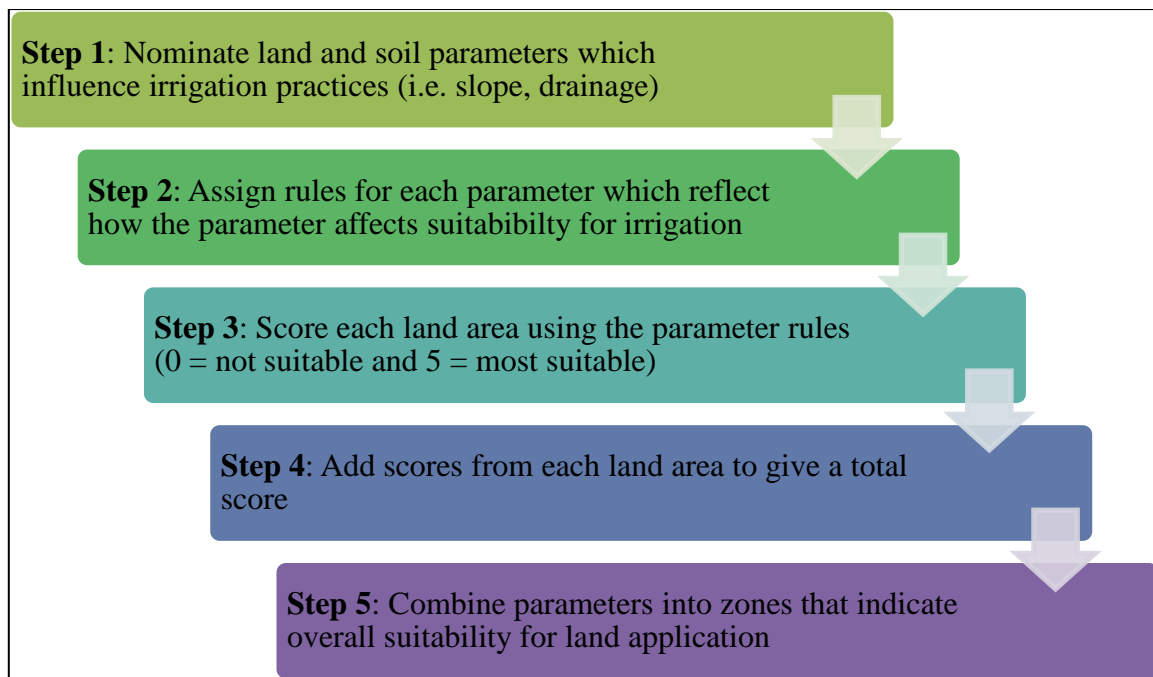 Step 1: Nominate land and soil parameters which
influence irrigation practices (i.e. slope, drainage)
Step 2: Assign rules for each parameter which reflect
how the parameter affects suitabibilty for irrigation
Step 3: Score each land area using the parameter rules
(0 = not suitable and 5 = most suitable)
Step 4: Add scores from each land area to give a total
score
Step 5: Combine parameters into zones that indicate
overall suitability for land application